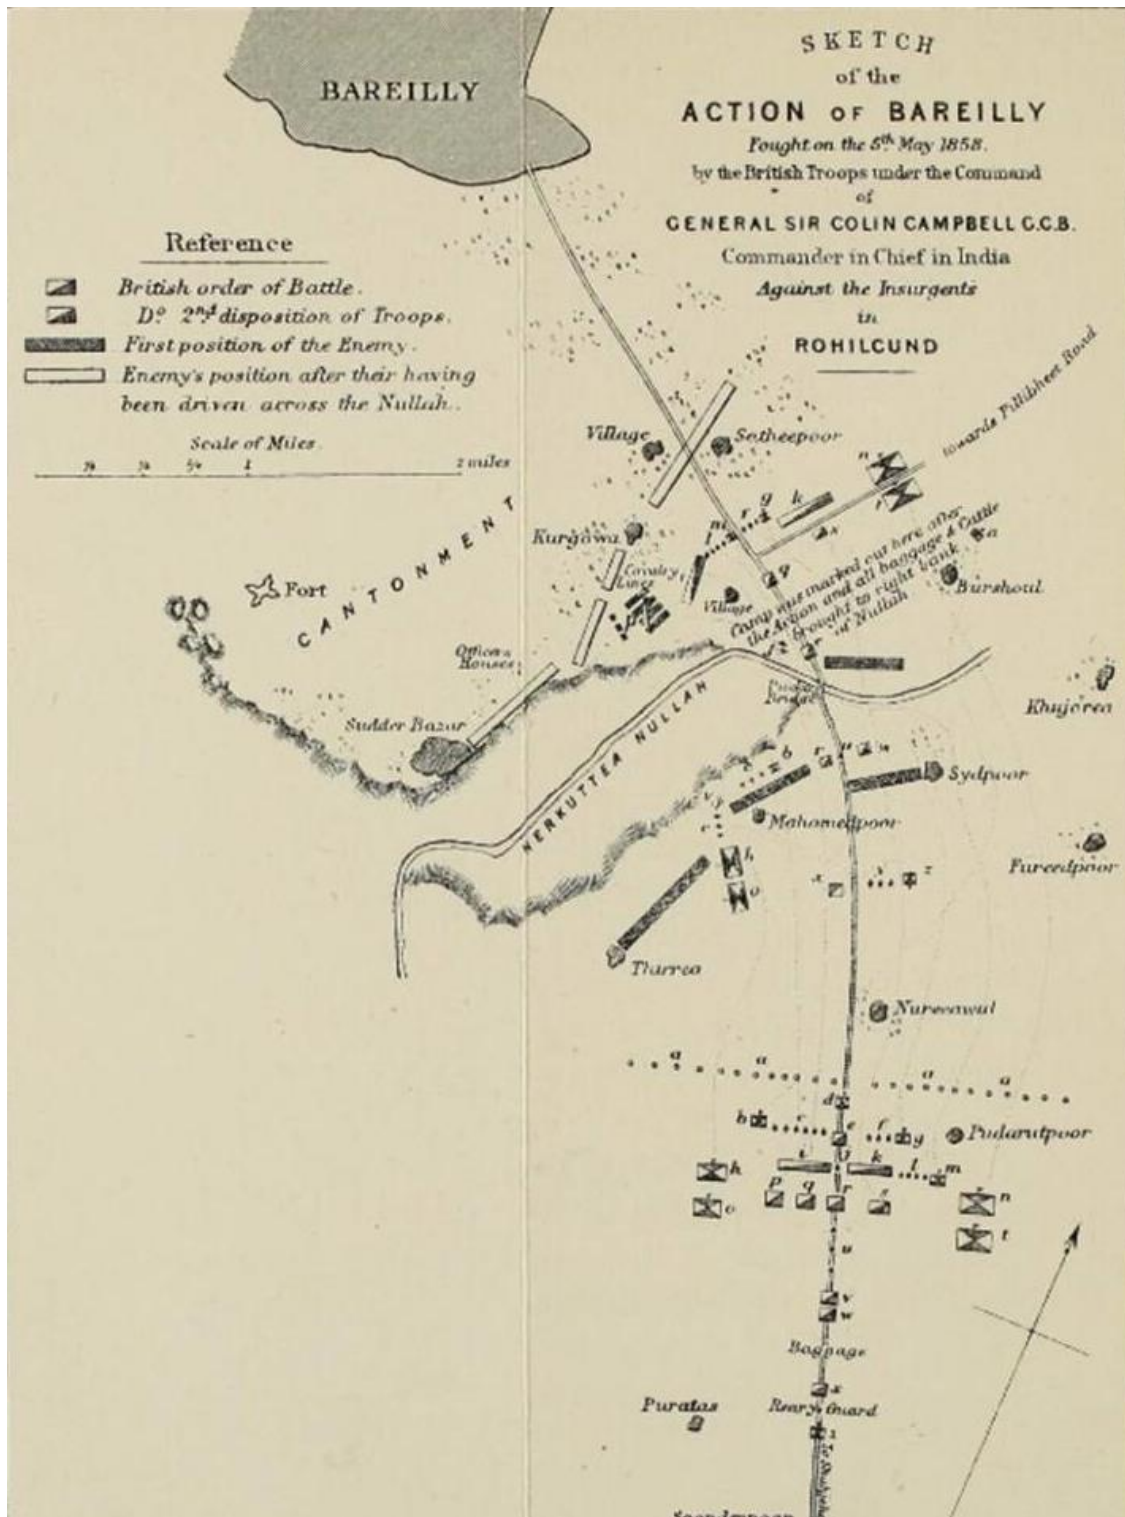 BAREILLY
SKETCH
of the
ACTION OF BAREILLY
Fought on the 5th May 1858.
by the British Troops under the Command
of
GENERAL SIR COLIN CAMPBELL G.C.B.
Commander in Chief in India
Against the Insurgents
in
ROHILCUND
Reference
British order of Battle.
Do 2nd disposition of Troops.
First position of the Enemy.
Enemy's position after their having
been driven across the Nullah.
Scale of Miles.
1
2 miles
towards Pillibheet Road
Village
Setheepoor
n
g
k
r
m
Kurgawa
Camp was marked out here after
the Action and all baggage & Cattle
brought to right bank
of Nullah
a
Cavalry
Lines
q
Burshoul
Village
Fort
CANTONMENT
Officers
Houses
Bridge
Khujorea
Sudder Bazar
NERKUTTEA NULLAH
b
r
u
Sydpoor
Mahomedpoor
h
o
x
z
Fureedpoor
Tharrea
Nureeawul
a
a
a
a
d
b
c
e
f
g
Pudarutpoor
h
i
j
k
l
m
o
p
q
r
s
n
t
u
v
w
Baggage
x
Puratas
Reary Guard